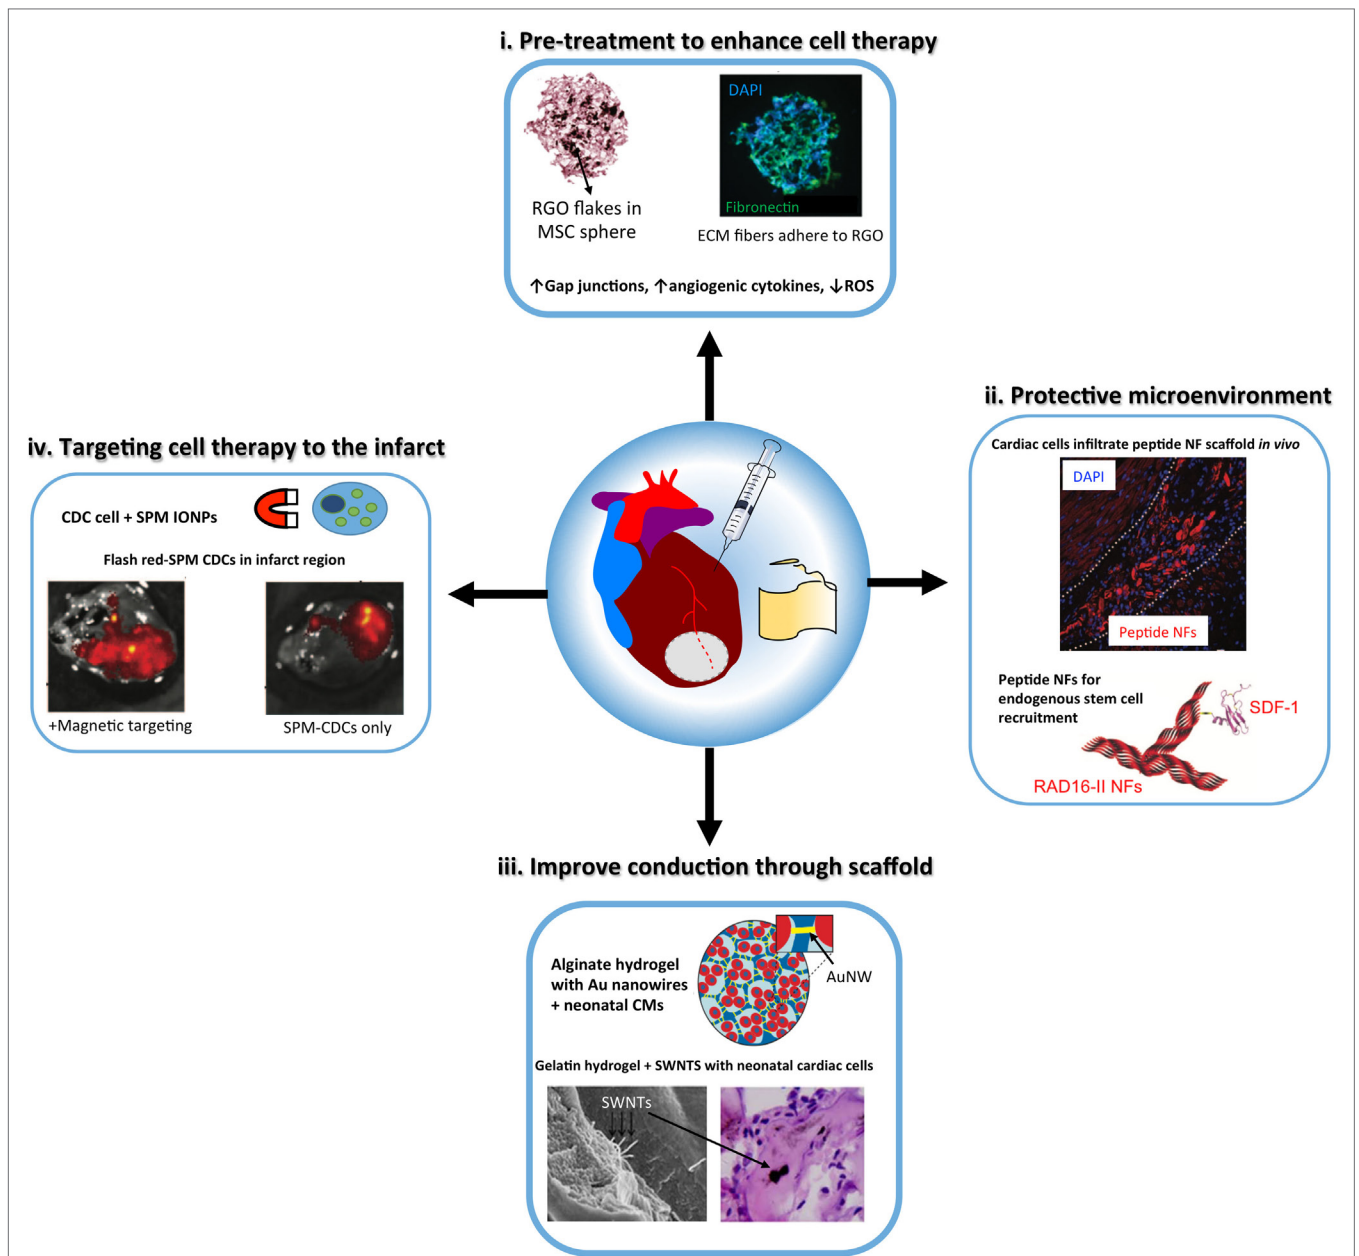 i. Pre-treatment to enhance cell therapy
DAPI
Fibronectin
RGO flakes in
MSC sphere
ECM fibers adhere to RGO
↑Gap junctions, ↑angiogenic cytokines, ↓ROS
ii. Protective microenvironment
Cardiac cells infiltrate peptide NF scaffold in vivo
DAPI
Peptide NFs
Peptide NFs for
endogenous stem cell
recruitment
SDF-1
RAD16-II NFs
iv. Targeting cell therapy to the infarct
CDC cell + SPM IONPs
Flash red-SPM CDCs in infarct region
+Magnetic targeting
SPM-CDCs only
iii. Improve conduction through scaffold
Alginate hydrogel
with Au nanowires
+ neonatal CMs
AuNW
Gelatin hydrogel + SWNTS with neonatal cardiac cells
SWNTs